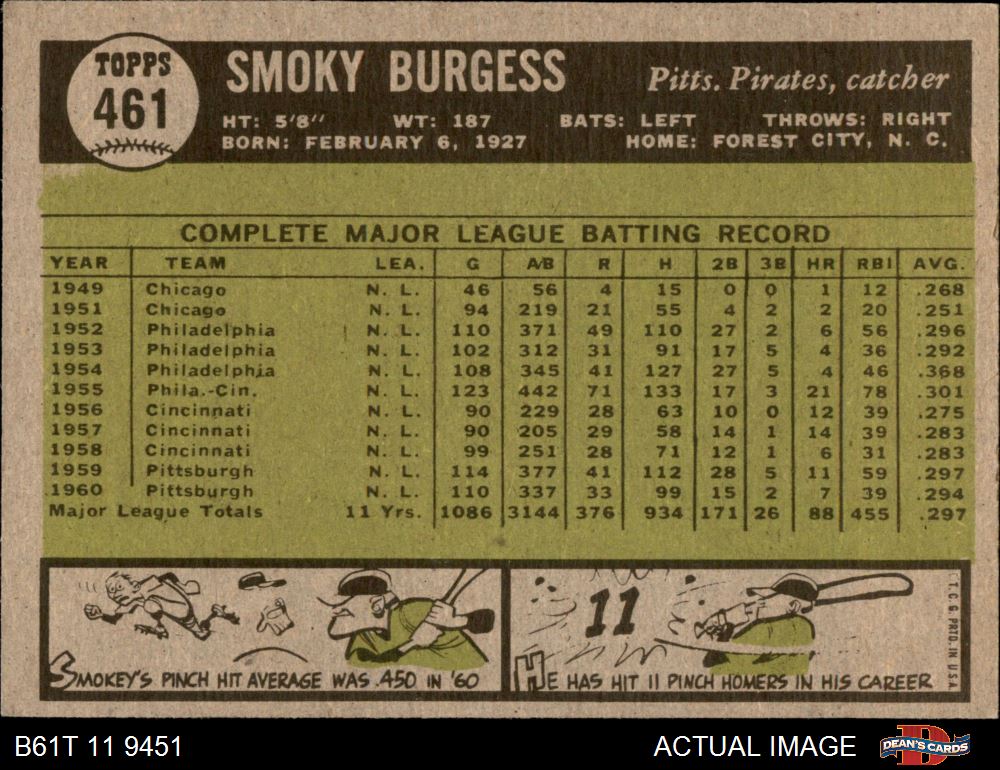 TOPPS
461
SMOKY BURGESS
Pitts. Pirates, catcher
HT: 5'8" WT: 187 BATS: LEFT THROWS: RIGHT
BORN: FEBRUARY 6, 1927 HOME: FOREST CITY, N. C.
COMPLETE MAJOR LEAGUE BATTING RECORD
YEAR TEAM LEA. G A/B R H 2B 3B HR RBI AVG.
1949 Chicago N. L. 46 56 4 15 0 0 1 12 .268
1951 Chicago N. L. 94 219 21 55 4 2 2 20 .251
1952 Philadelphia N. L. 110 371 49 110 27 2 6 56 .296
1953 Philadelphia N. L. 102 312 31 91 17 5 4 36 .292
1954 Philadelphia N. L. 108 345 41 127 27 5 4 46 .368
1955 Phila.-Cin. N. L. 123 442 71 133 17 3 21 78 .301
1956 Cincinnati N. L. 90 229 28 63 10 0 12 39 .275
1957 Cincinnati N. L. 90 205 29 58 14 1 14 39 .283
1958 Cincinnati N. L. 99 251 28 71 12 1 6 31 .283
1959 Pittsburgh N. L. 114 377 41 112 28 5 11 59 .297
1960 Pittsburgh N. L. 110 337 33 99 15 2 7 39 .294
Major League Totals 11 Yrs. 1086 3144 376 934 171 26 88 455 .297
SMOKEY'S PINCH HIT AVERAGE WAS .450 IN '60
11
HE HAS HIT 11 PINCH HOMERS IN HIS CAREER
T. C. G. PRTD. IN U.S.A.
B61T 11 9451
ACTUAL IMAGE
DEAN'S CARDS